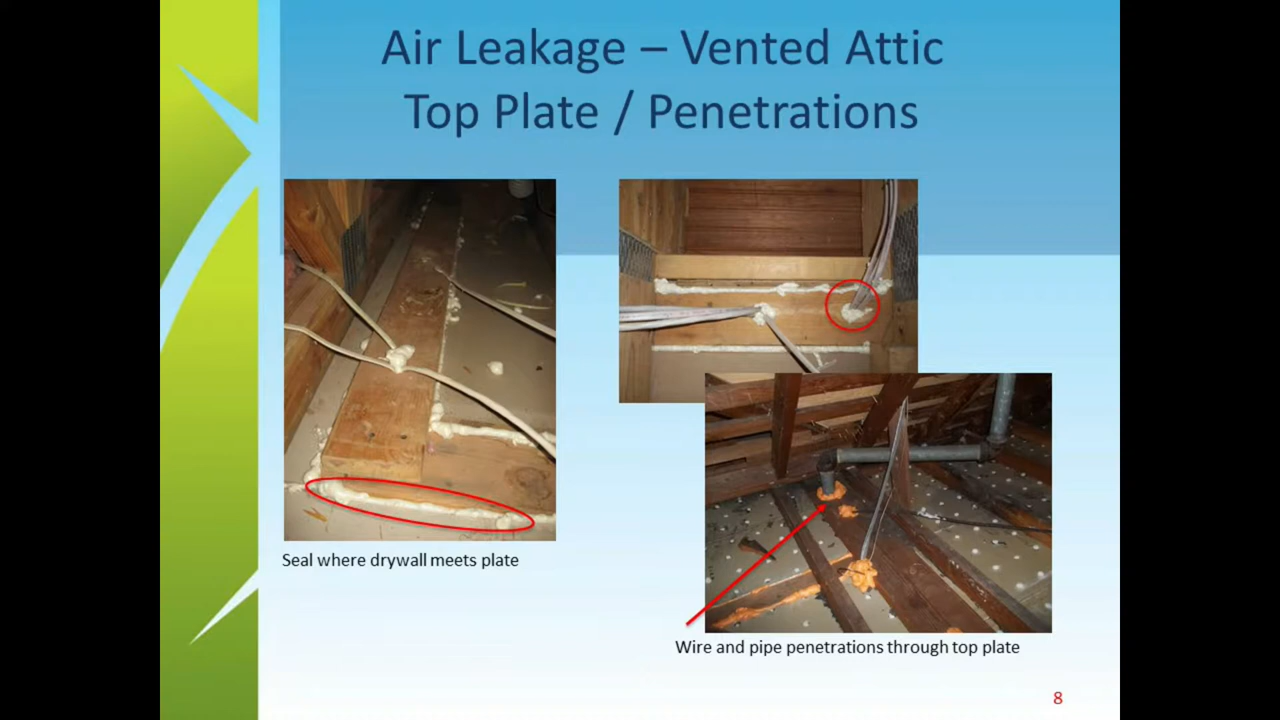 Air Leakage – Vented Attic
Top Plate / Penetrations
Seal where drywall meets plate
Wire and pipe penetrations through top plate
8